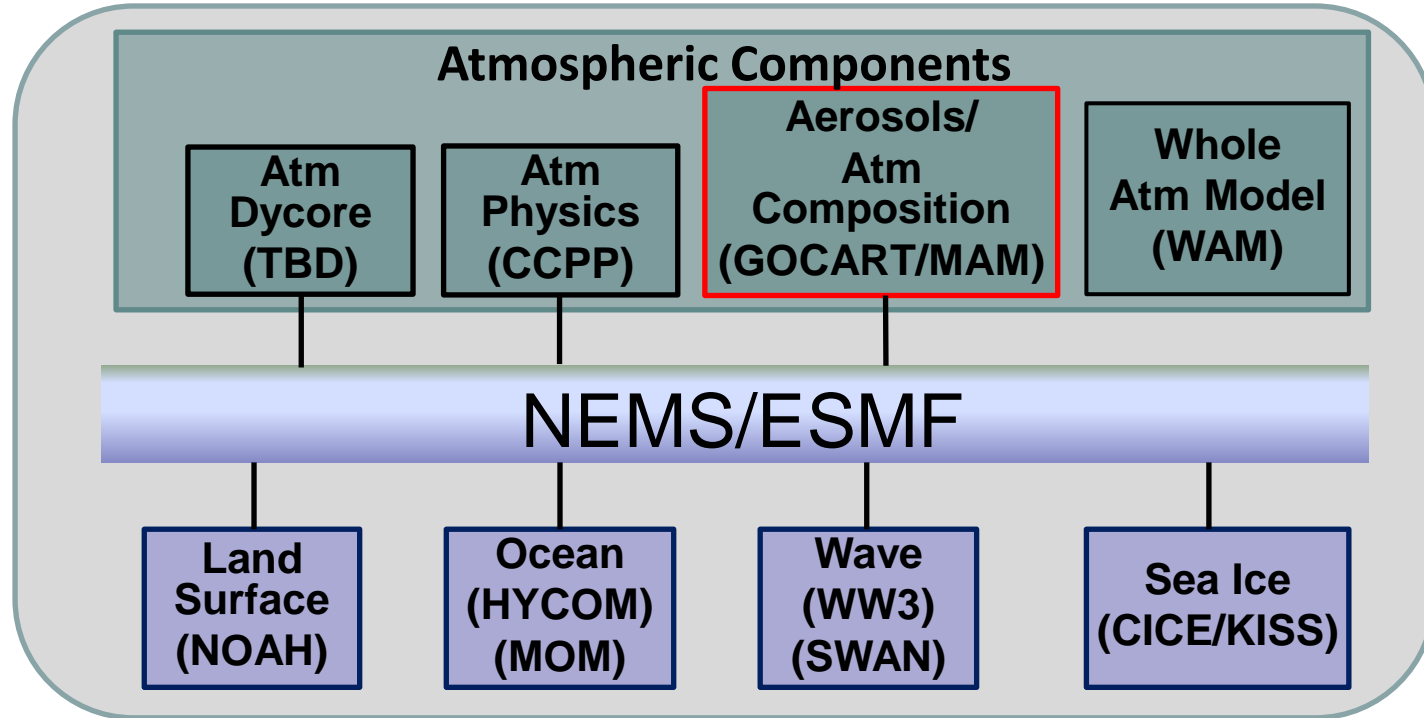 Atmospheric Components
Atm
Dycore
(TBD)
Atm
Physics
(CCPP)
Aerosols/
Atm
Composition
(GOCART/MAM)
Whole
Atm Model
(WAM)
NEMS/ESMF
Land
Surface
(NOAH)
Ocean
(HYCOM)
(MOM)
Wave
(WW3)
(SWAN)
Sea Ice
(CICE/KISS)